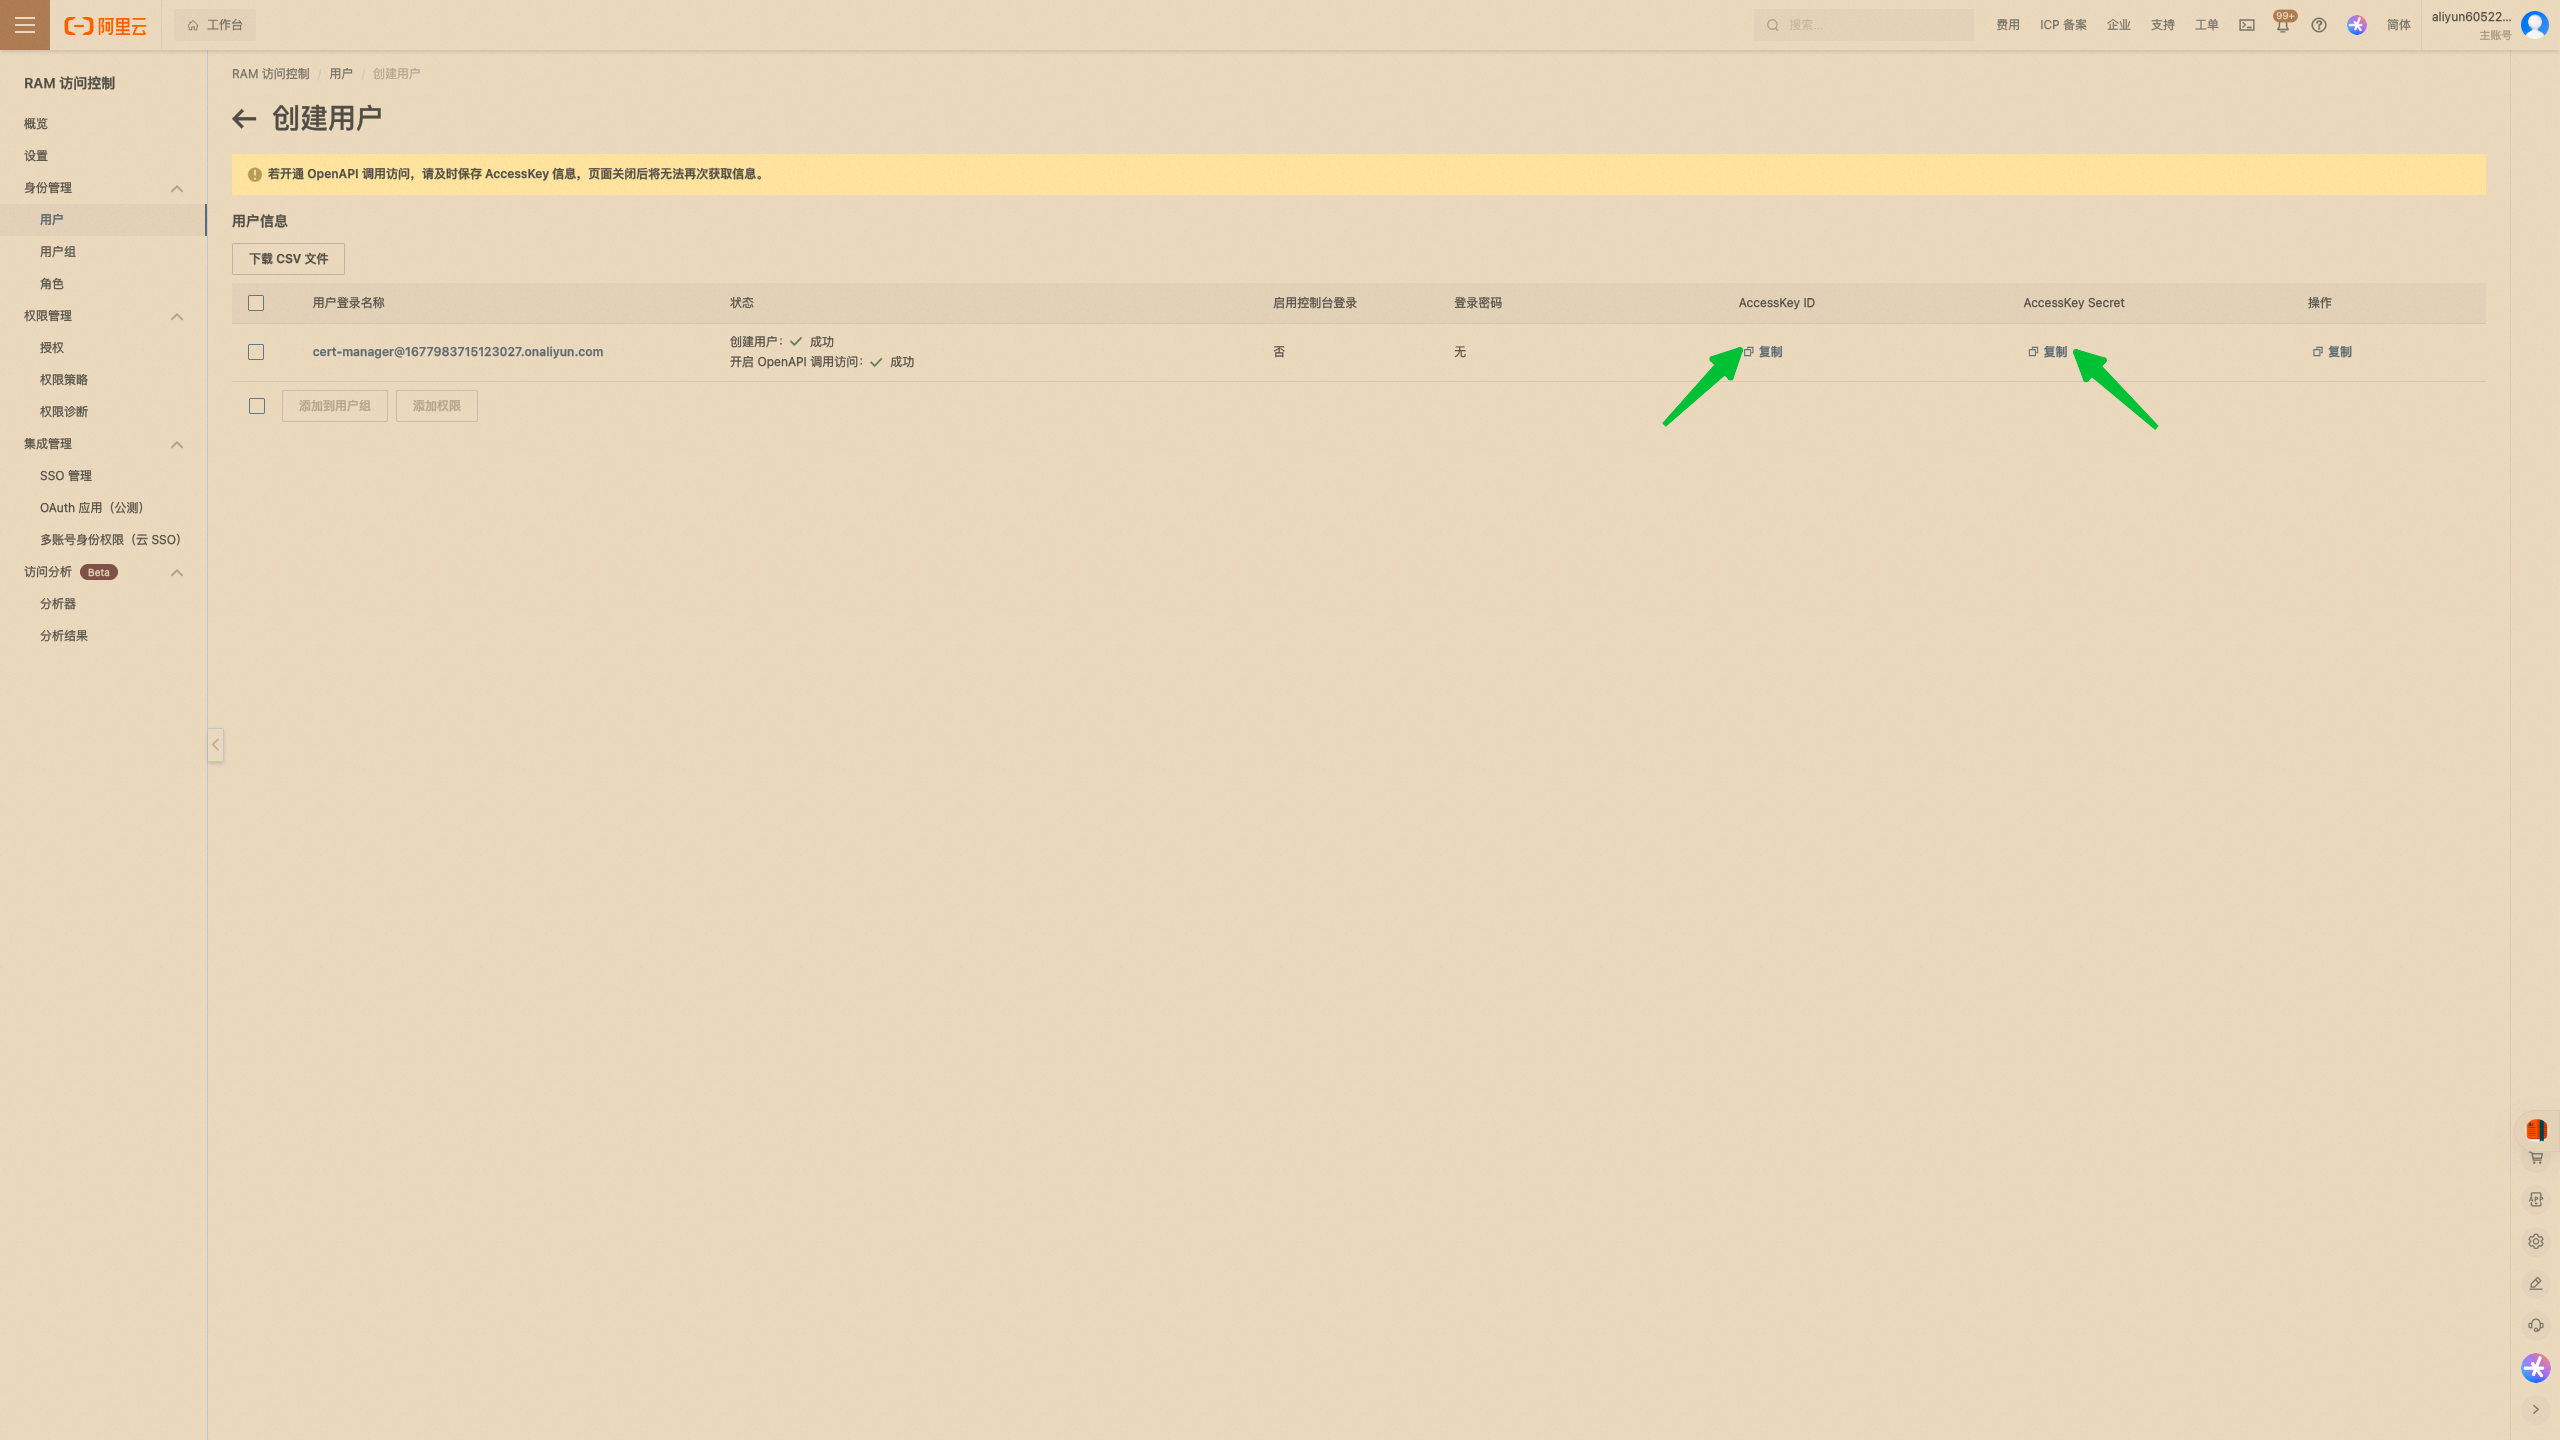 阿里云
工作台
搜索...
费用
ICP 备案
企业
支持
工单
99+
简体
aliyun60522...
主账号
RAM 访问控制
概览
设置
身份管理
用户
用户组
角色
权限管理
授权
权限策略
权限诊断
集成管理
SSO 管理
OAuth 应用（公测）
多账号身份权限（云 SSO）
访问分析 Beta
分析器
分析结果
RAM 访问控制 / 用户 / 创建用户
创建用户
若开通 OpenAPI 调用访问，请及时保存 AccessKey 信息，页面关闭后将无法再次获取信息。
用户信息
下载 CSV 文件
用户登录名称 状态 启用控制台登录 登录密码 AccessKey ID AccessKey Secret 操作
cert-manager@1677983715123027.onaliyun.com
创建用户： 成功
开启 OpenAPI 调用访问： 成功
否 无 复制 复制 复制
添加到用户组 添加权限